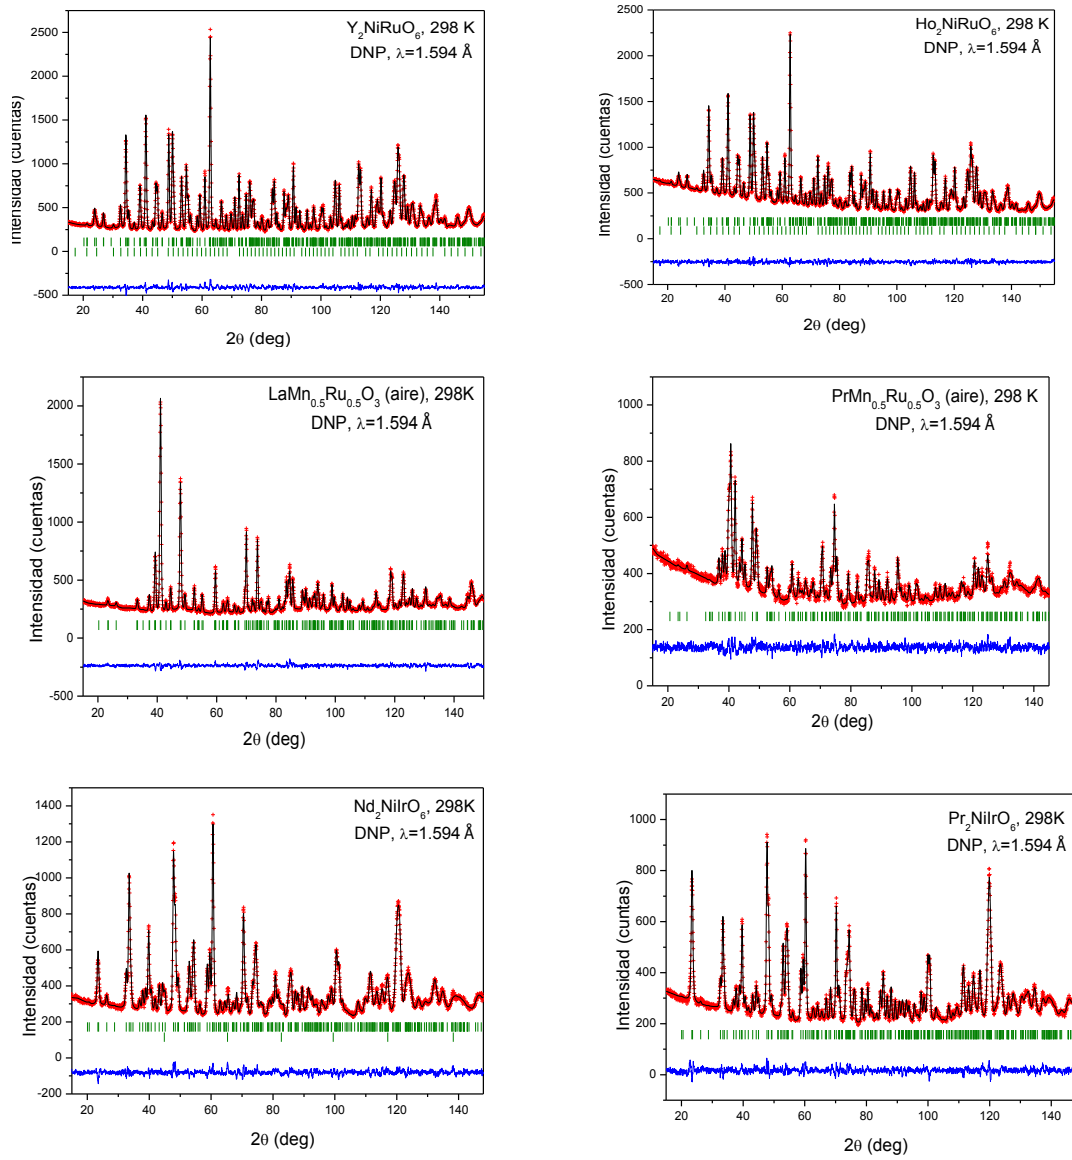 Y2NiRuO6, 298 K
DNP, λ=1.594 Å
Intensidad (cuentas)
2500
2000
1500
1000
500
0
-500
20 40 60 80 100 120 140
2θ (deg)
Ho2NiRuO6, 298 K
DNP, λ=1.594 Å
Intensidad (cuentas)
2500
2000
1500
1000
500
0
-500
20 40 60 80 100 120 140
2θ (deg)
LaMn0.5Ru0.5O3 (aire), 298K
DNP, λ=1.594 Å
Intensidad (cuentas)
2000
1500
1000
500
0
-500
20 40 60 80 100 120 140
2θ (deg)
PrMn0.5Ru0.5O3 (aire), 298 K
DNP, λ=1.594 Å
Intensidad (cuentas)
1000
800
600
400
200
0
20 40 60 80 100 120 140
2θ (deg)
Nd2NiIrO6, 298K
DNP, λ=1.594 Å
Intensidad (cuentas)
1400
1200
1000
800
600
400
200
0
-200
20 40 60 80 100 120 140
2θ (deg)
Pr2NiIrO6, 298K
DNP, λ=1.594 Å
Intensidad (cuntas)
1000
800
600
400
200
0
20 40 60 80 100 120 140
2θ (deg)